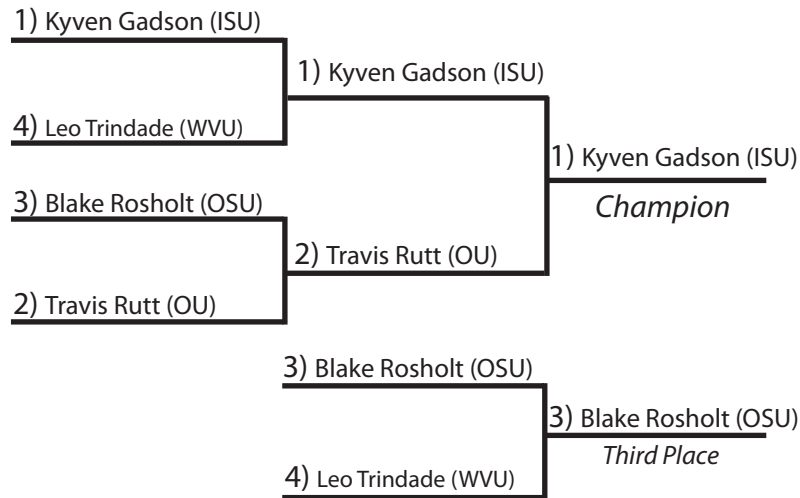 1) Kyven Gadson (ISU)
4) Leo Trindade (WVU)
3) Blake Rosholt (OSU)
2) Travis Rutt (OU)
1) Kyven Gadson (ISU)
2) Travis Rutt (OU)
1) Kyven Gadson (ISU)
Champion
3) Blake Rosholt (OSU)
4) Leo Trindade (WVU)
3) Blake Rosholt (OSU)
Third Place